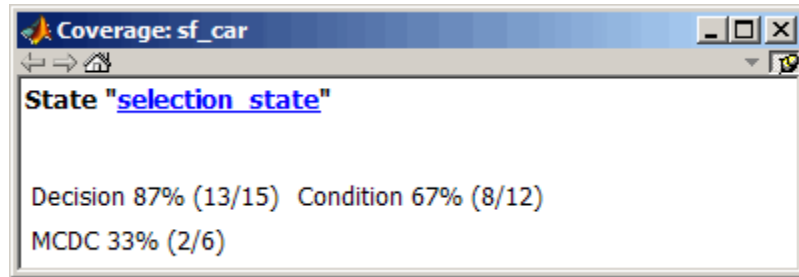 Coverage: sf_car
State "selection_state"
Decision 87% (13/15) Condition 67% (8/12)
MCDC 33% (2/6)